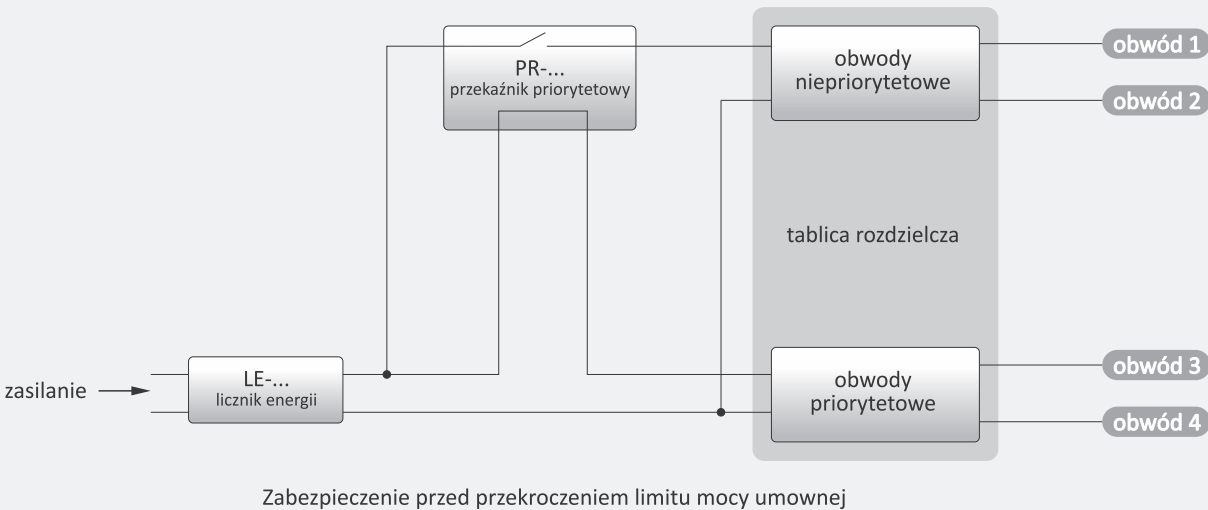 PR-...
przekaźnik priorytetowy
obwody
niepriorytetowe
obwód 1
obwód 2
tablica rozdzielcza
zasilanie
LE-...
licznik energii
obwody
priorytetowe
obwód 3
obwód 4
Zabezpieczenie przed przekroczeniem limitu mocy umownej